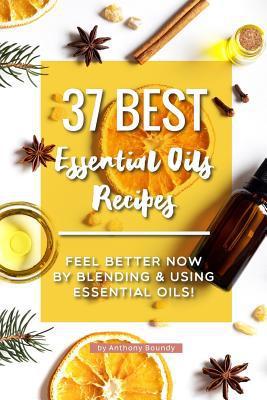 37 BEST
Essential Oils
Recipes
FEEL BETTER NOW
BY BLENDING & USING
ESSENTIAL OILS!
by Anthony Boundy